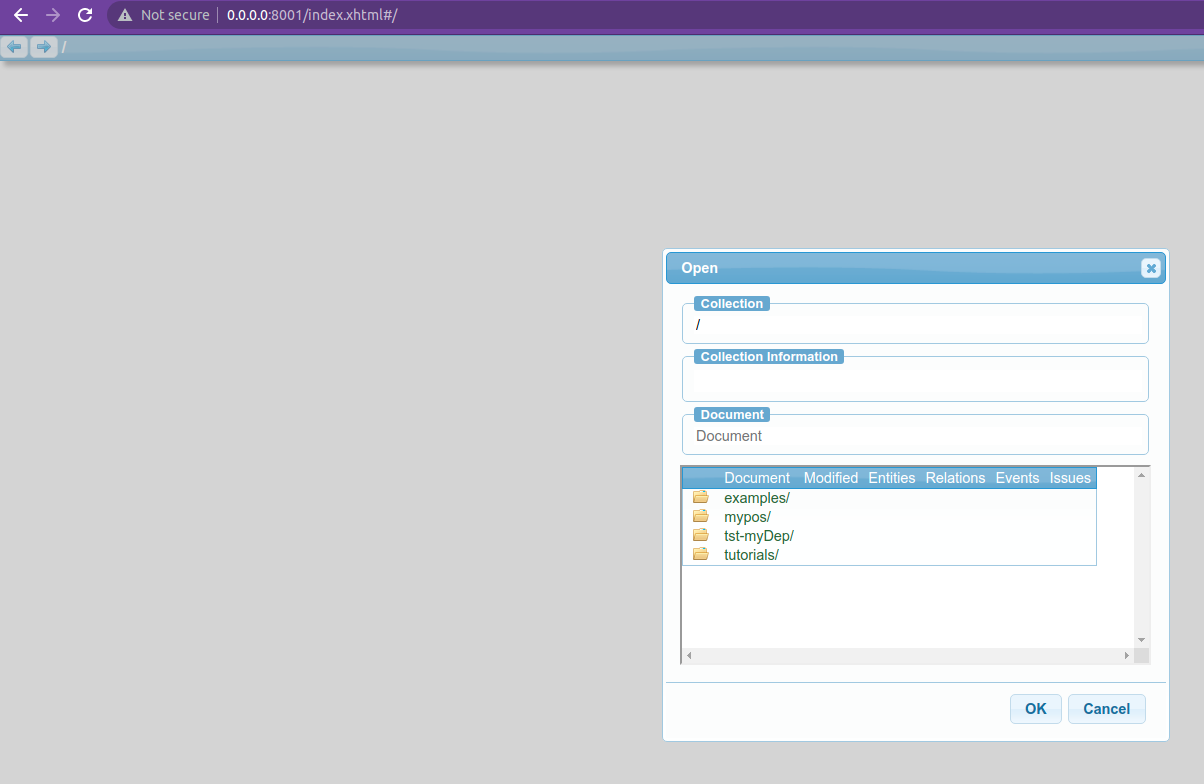 Not secure 0.0.0.0:8001/index.xhtml#/
/
Open
Collection
/
Collection Information
Document
Document
Document Modified Entities Relations Events Issues
examples/
mypos/
tst-myDep/
tutorials/
OK Cancel